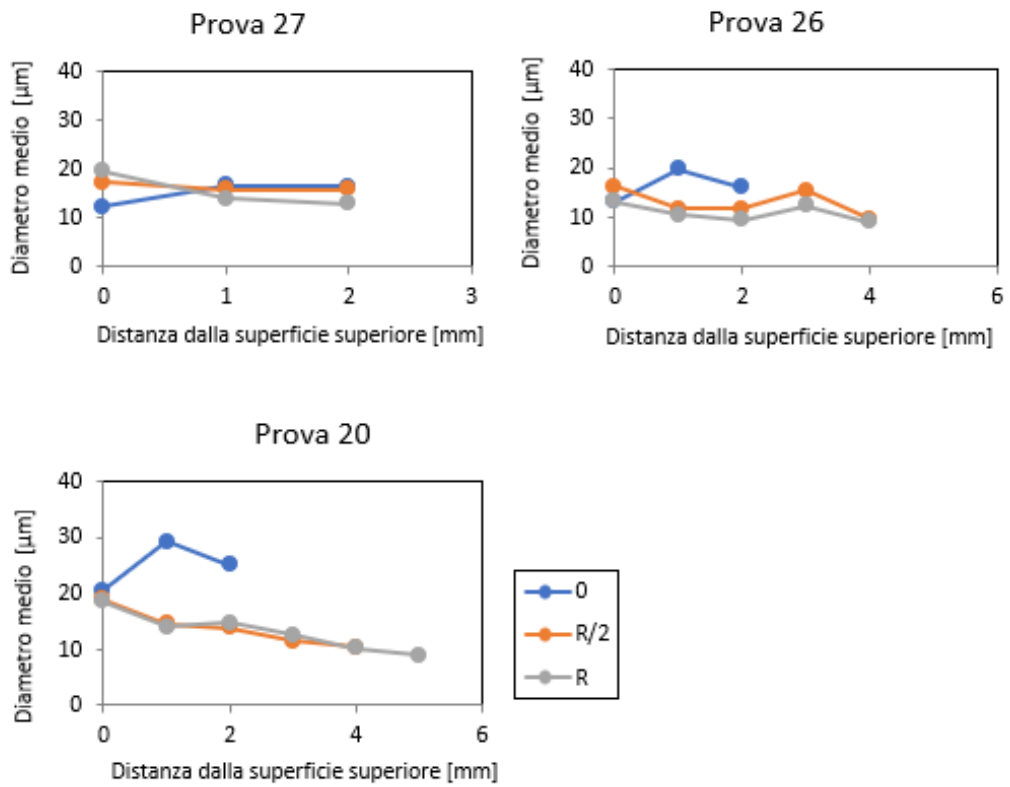 Prova 27
Diametro medio [µm]
40
30
20
10
0
0 1 2 3
Distanza dalla superficie superiore [mm]
Prova 26
Diametro medio [µm]
40
30
20
10
0
0 2 4 6
Distanza dalla superficie superiore [mm]
Prova 20
Diametro medio [µm]
40
30
20
10
0
0 2 4 6
Distanza dalla superficie superiore [mm]
0
R/2
R